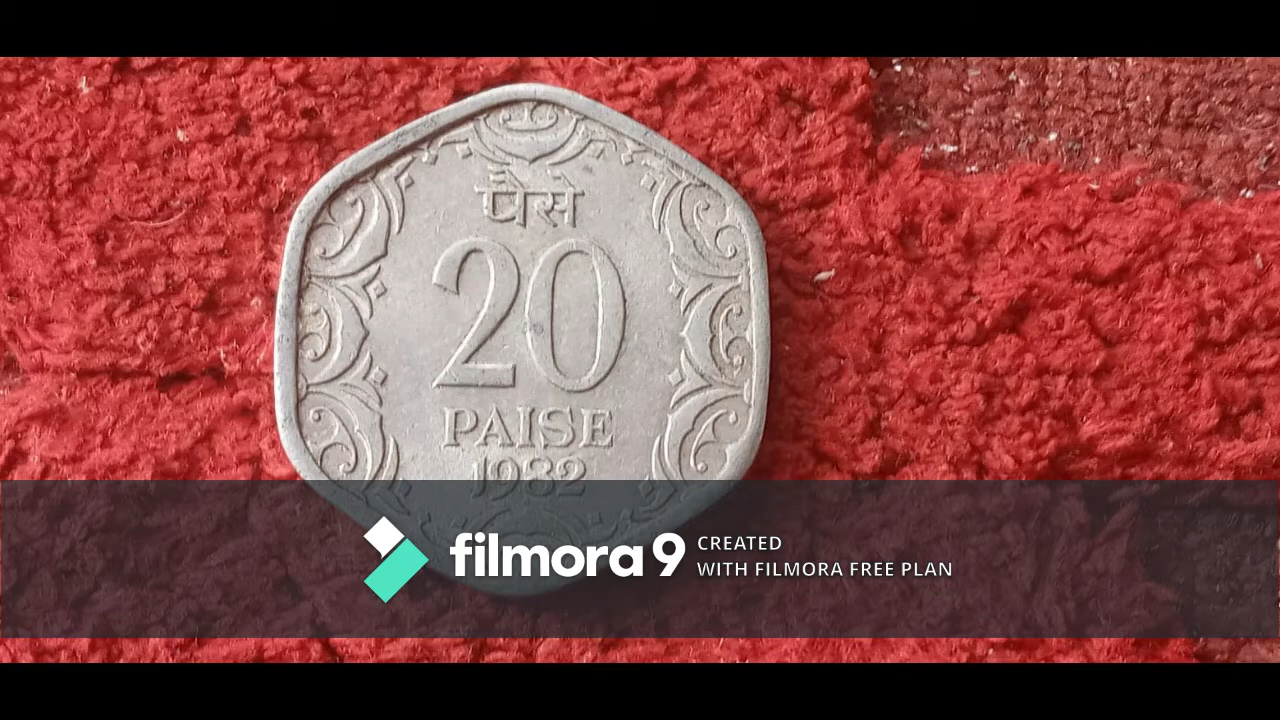 पैसे
20
PAISE
1982
filmora 9
CREATED
WITH FILMORA FREE PLAN